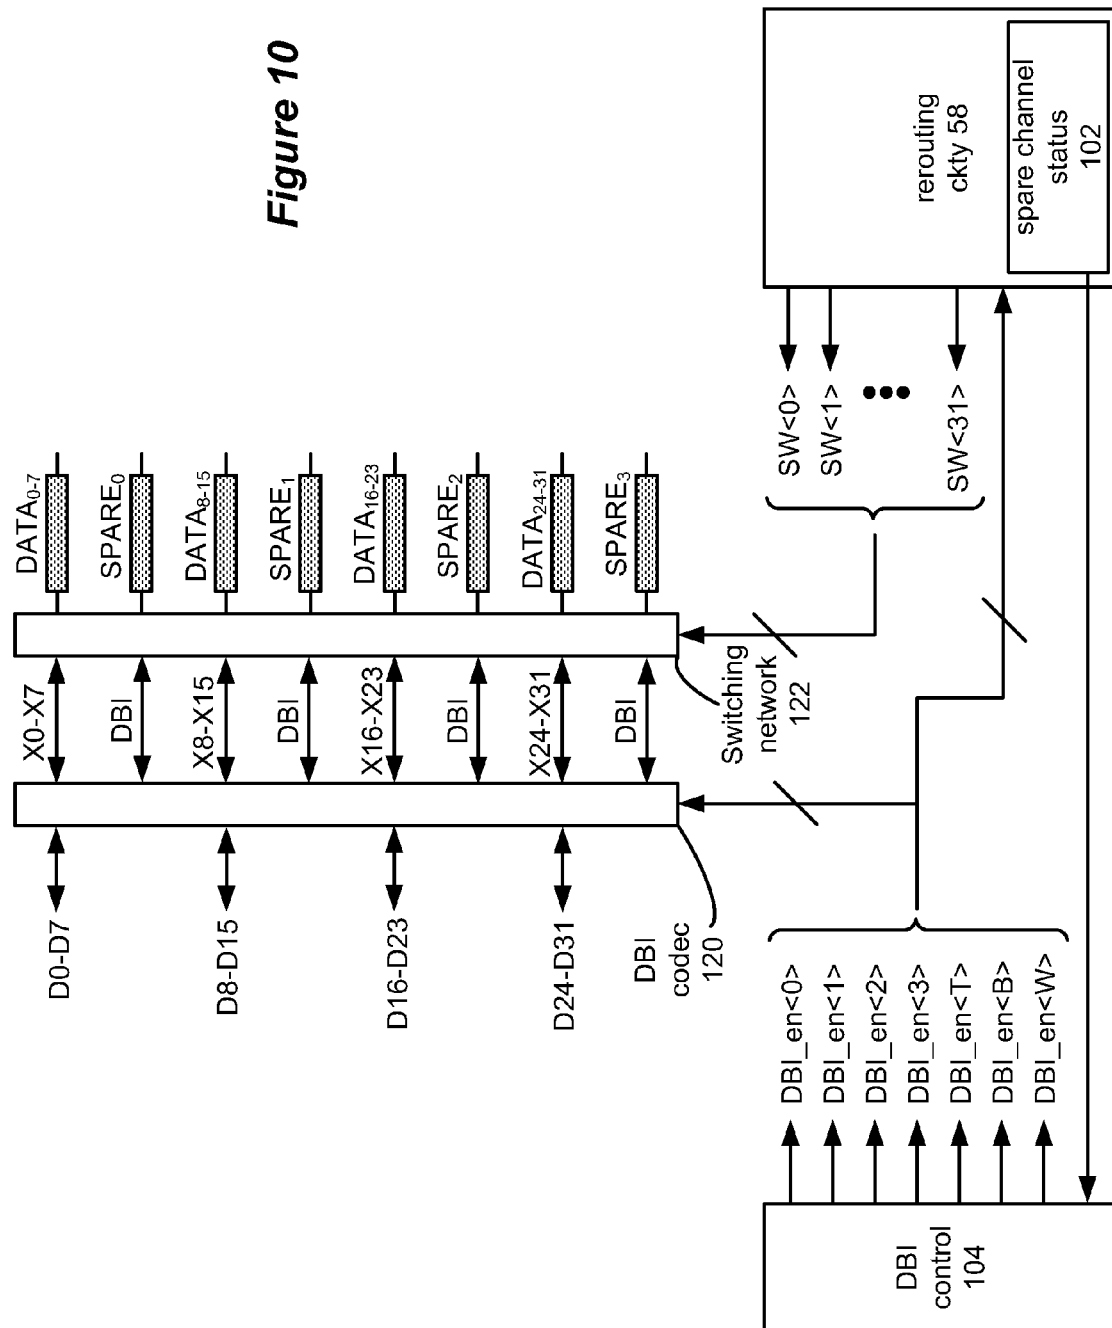 Figure 10
D0-D7
D8-D15
D16-D23
D24-D31
DBI
codec
120
X0-X7
DBI
X8-X15
DBI
X16-X23
DBI
X24-X31
DBI
Switching
network
122
DATA0-7
SPARE0
DATA8-15
SPARE1
DATA16-23
SPARE2
DATA24-31
SPARE3
DBI
control
104
DBI_en<0>
DBI_en<1>
DBI_en<2>
DBI_en<3>
DBI_en<T>
DBI_en<B>
DBI_en<W>
SW<0>
SW<1>
SW<31>
rerouting
ckty 58
spare channel
status
102